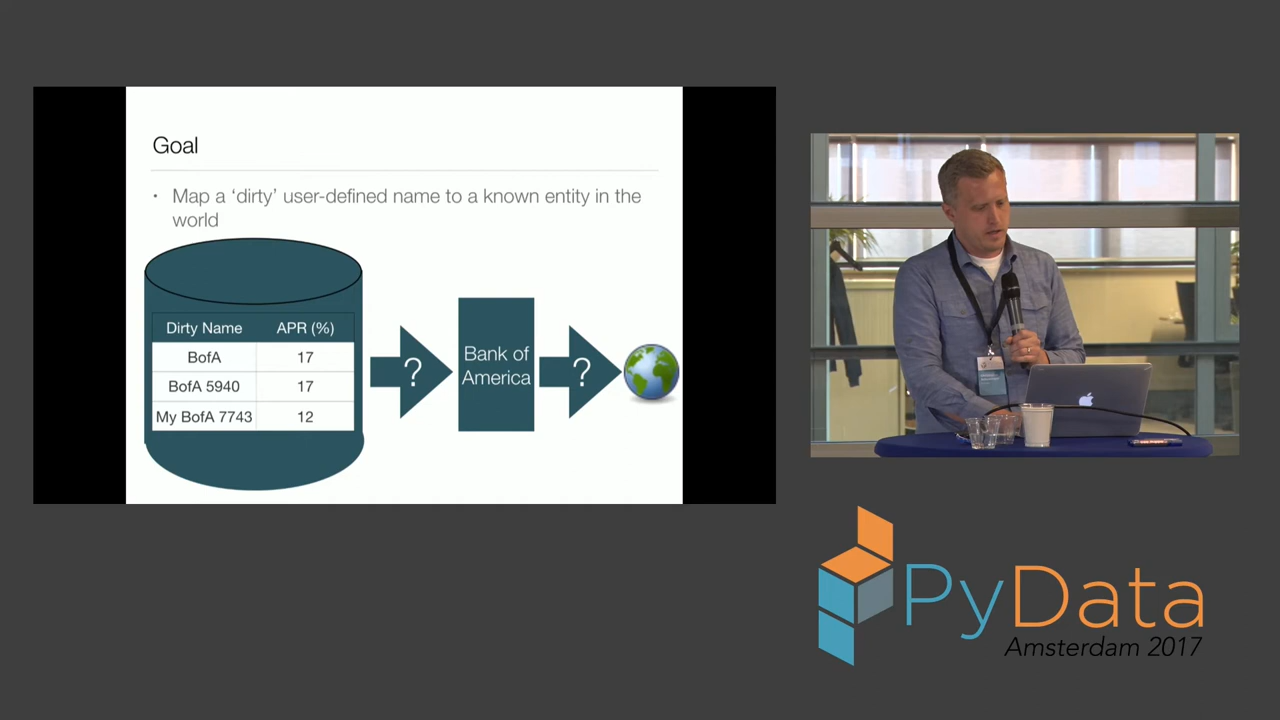 Goal
• Map a ‘dirty’ user-defined name to a known entity in the
world
Dirty Name APR (%)
BofA 17
BofA 5940 17
My BofA 7743 12
?
Bank of
America
?
PyData
Amsterdam 2017